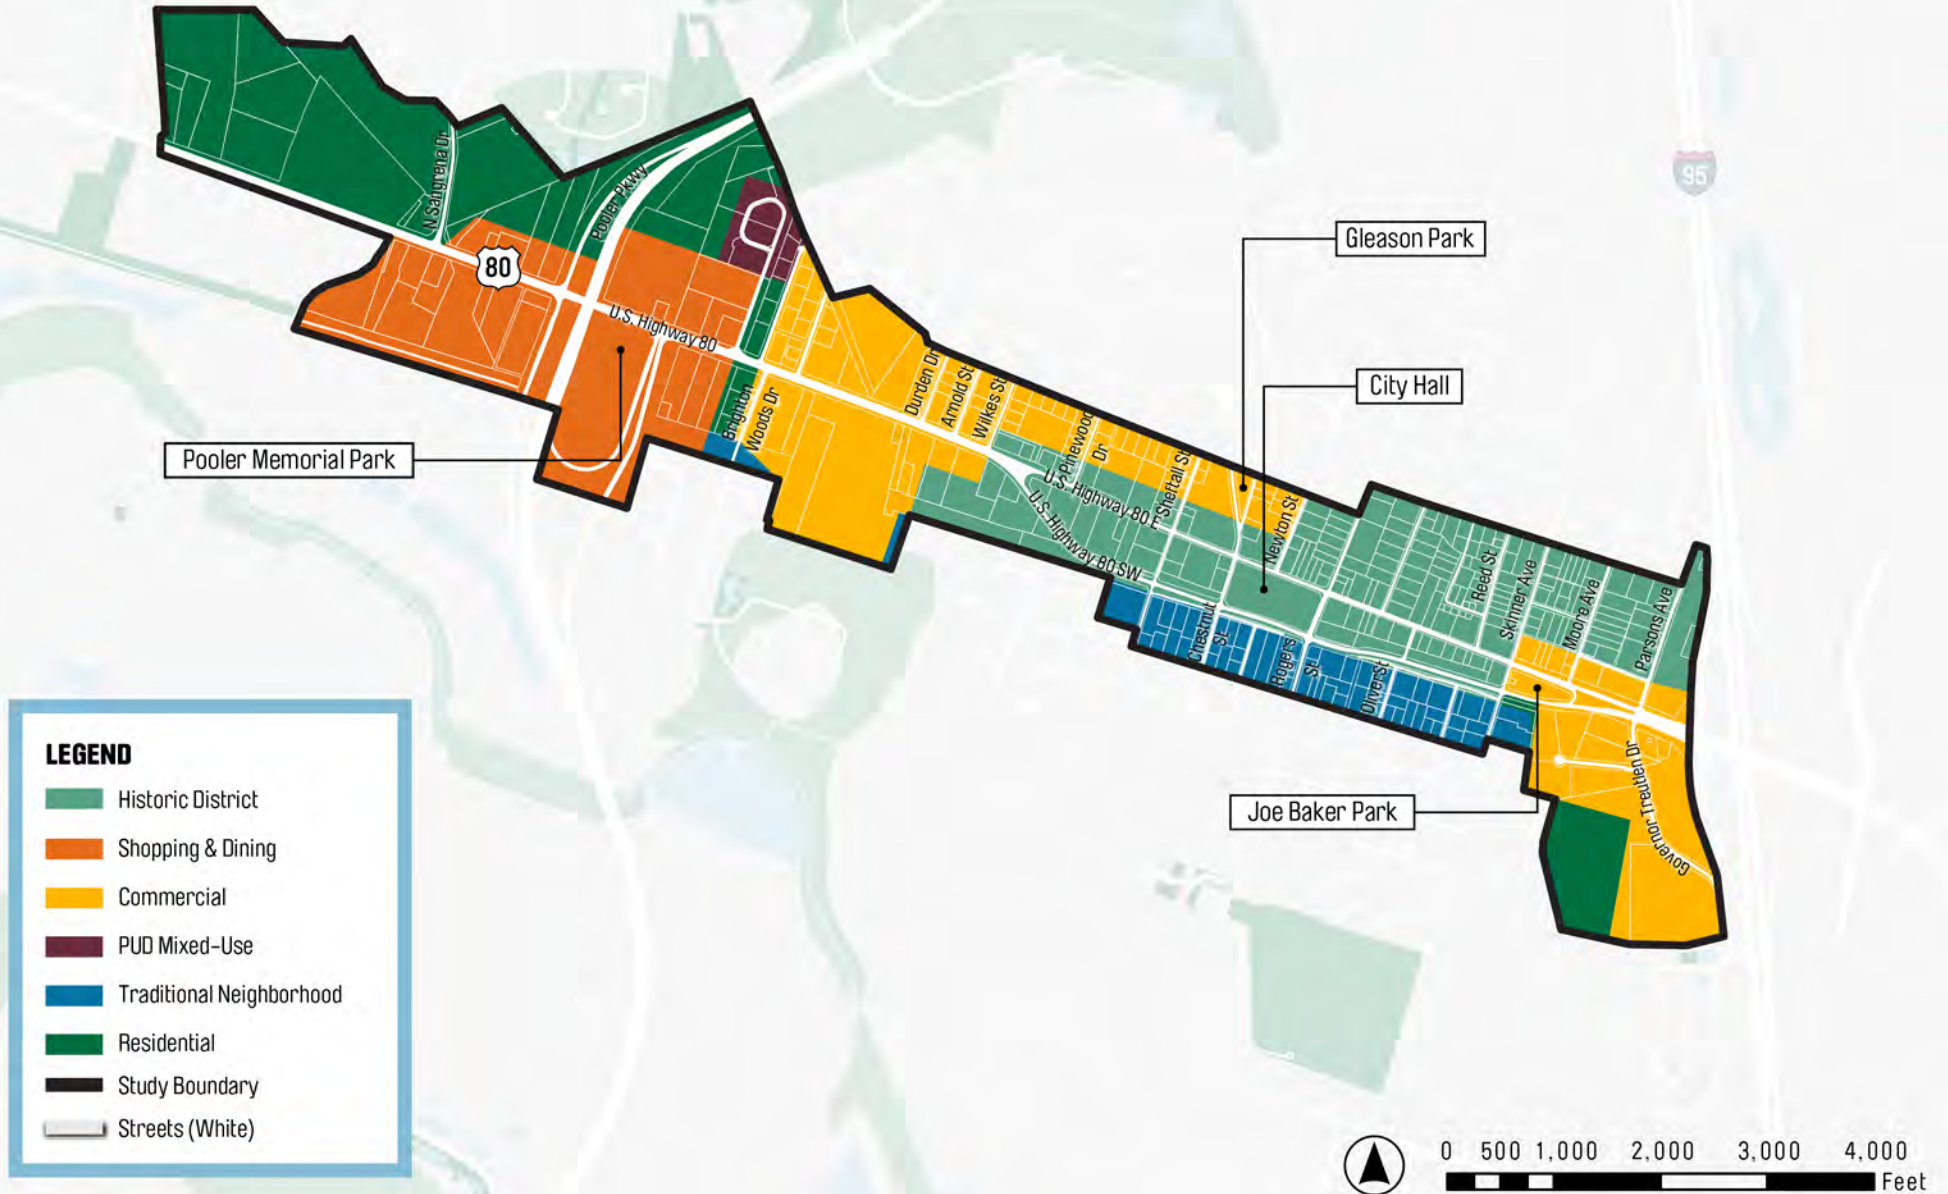 95
N Sangrena Dr
Pooler Pkwy
80
U.S. Highway 80
Gleason Park
City Hall
Durden Dr
Arnold St
Wilkes St
Pinewood
Dr
Brighton
Woods Dr
Pooler Memorial Park
U.S. Highway 80 E
Sheftall St
U.S. Highway 80 SW
Newton St
Reed St
Skinner Ave
Moore Ave
Parsons Ave
Chestnut
St
Rogers
St
Oliver St
Joe Baker Park
Governor Treutlen Dr
LEGEND
Historic District
Shopping & Dining
Commercial
PUD Mixed-Use
Traditional Neighborhood
Residential
Study Boundary
Streets (White)
0 500 1,000 2,000 3,000 4,000
Feet